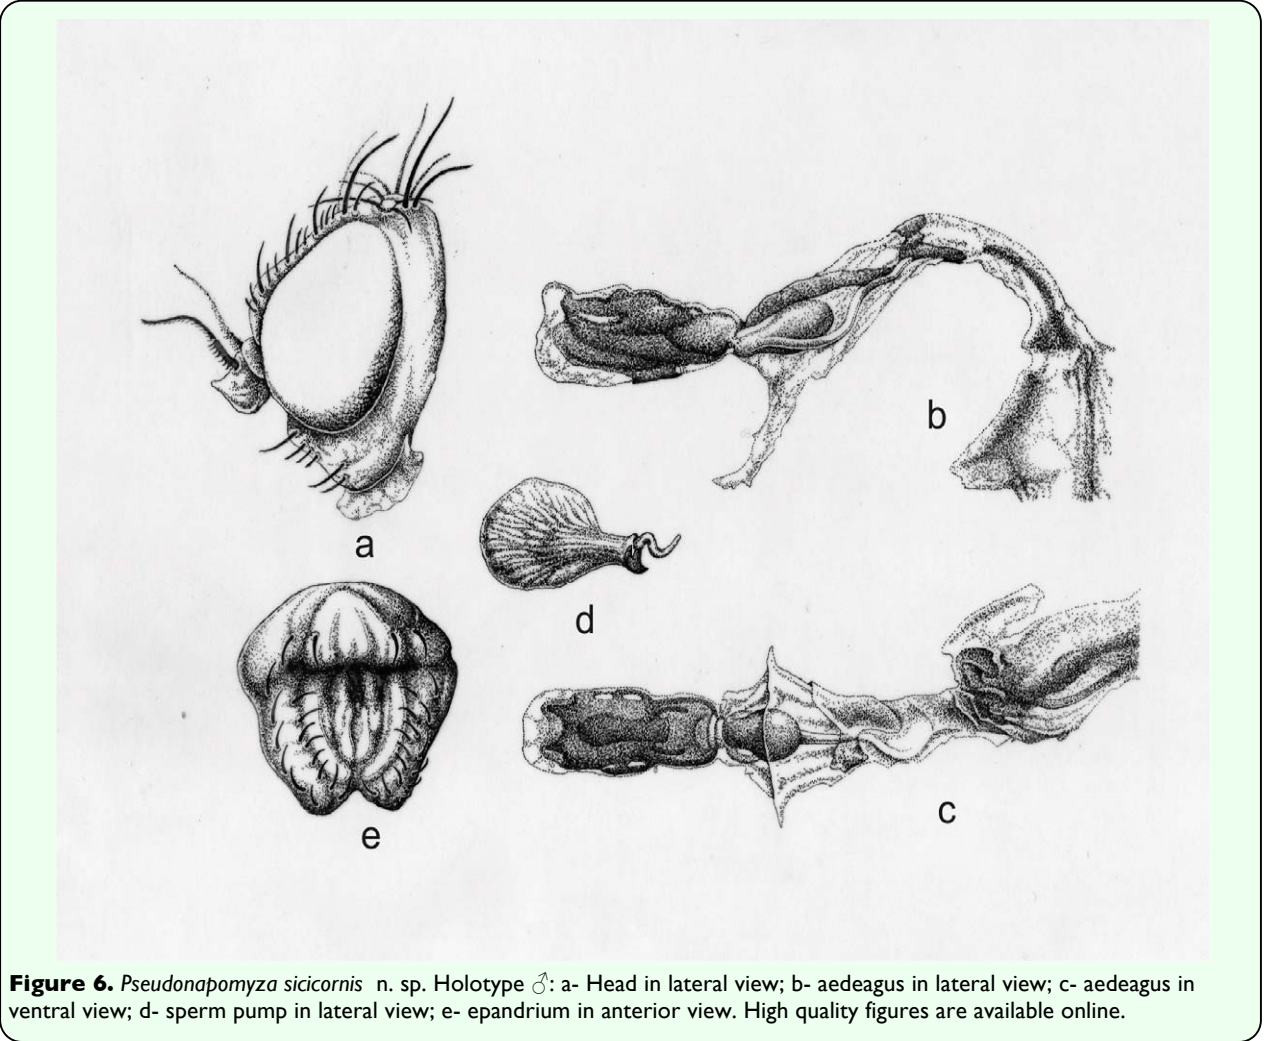 a
b
d
e
c
Figure 6. Pseudonapomyza sicicornis n. sp. Holotype ♂: a- Head in lateral view; b- aedeagus in lateral view; c- aedeagus in
ventral view; d- sperm pump in lateral view; e- epandrium in anterior view. High quality figures are available online.